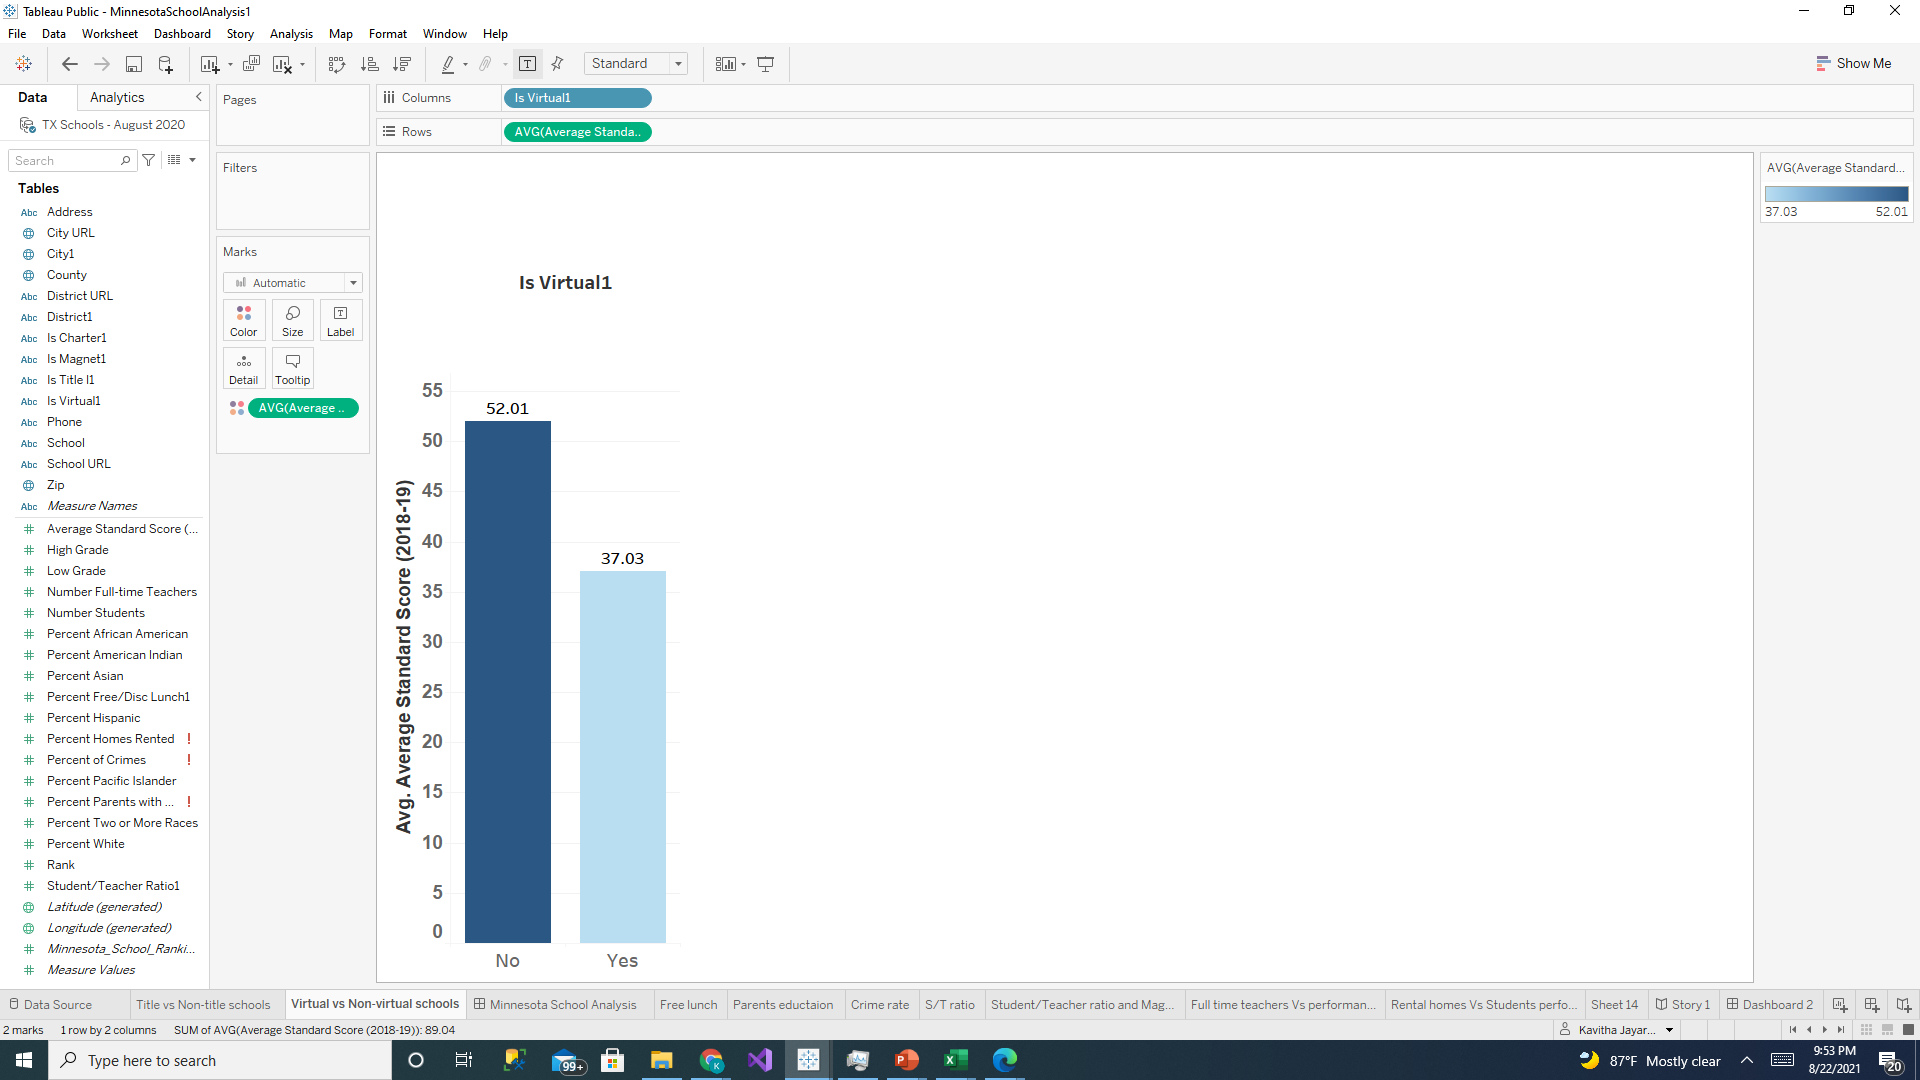 Tableau Public - MinnesotaSchoolAnalysis1
File Data Worksheet Dashboard Story Analysis Map Format Window Help
Standard
Show Me
Data Analytics
TX Schools - August 2020
Search
Tables
Abc Address
City URL
City1
County
Abc District URL
Abc District1
Abc Is Charter1
Abc Is Magnet1
Abc Is Title I1
Abc Is Virtual1
Abc Phone
Abc School
Abc School URL
Zip
Abc Measure Names
Average Standard Score (...
High Grade
Low Grade
Number Full-time Teachers
Number Students
Percent African American
Percent American Indian
Percent Asian
Percent Free/Disc Lunch1
Percent Hispanic
Percent Homes Rented !
Percent of Crimes !
Percent Pacific Islander
Percent Parents with ... !
Percent Two or More Races
Percent White
Rank
Student/Teacher Ratio1
Latitude (generated)
Longitude (generated)
Minnesota_School_Ranki...
Measure Values
Pages
Filters
Marks
Automatic
Color Size Label
Detail Tooltip
AVG(Average ..
Columns Is Virtual1
Rows AVG(Average Standa..
Is Virtual1
Avg. Average Standard Score (2018-19)
55
50
45
40
35
30
25
20
15
10
5
0
52.01
37.03
No Yes
AVG(Average Standard...
37.03 52.01
Data Source Title vs Non-title schools Virtual vs Non-virtual schools Minnesota School Analysis Free lunch Parents eductaion Crime rate S/T ratio Student/Teacher ratio and Mag... Full time teachers Vs performan... Rental homes Vs Students perfo... Sheet 14 Story 1 Dashboard 2
2 marks 1 row by 2 columns SUM of AVG(Average Standard Score (2018-19)): 89.04 Kavitha Jayar...
Type here to search
99+
K
87°F Mostly clear
9:53 PM
8/22/2021
20